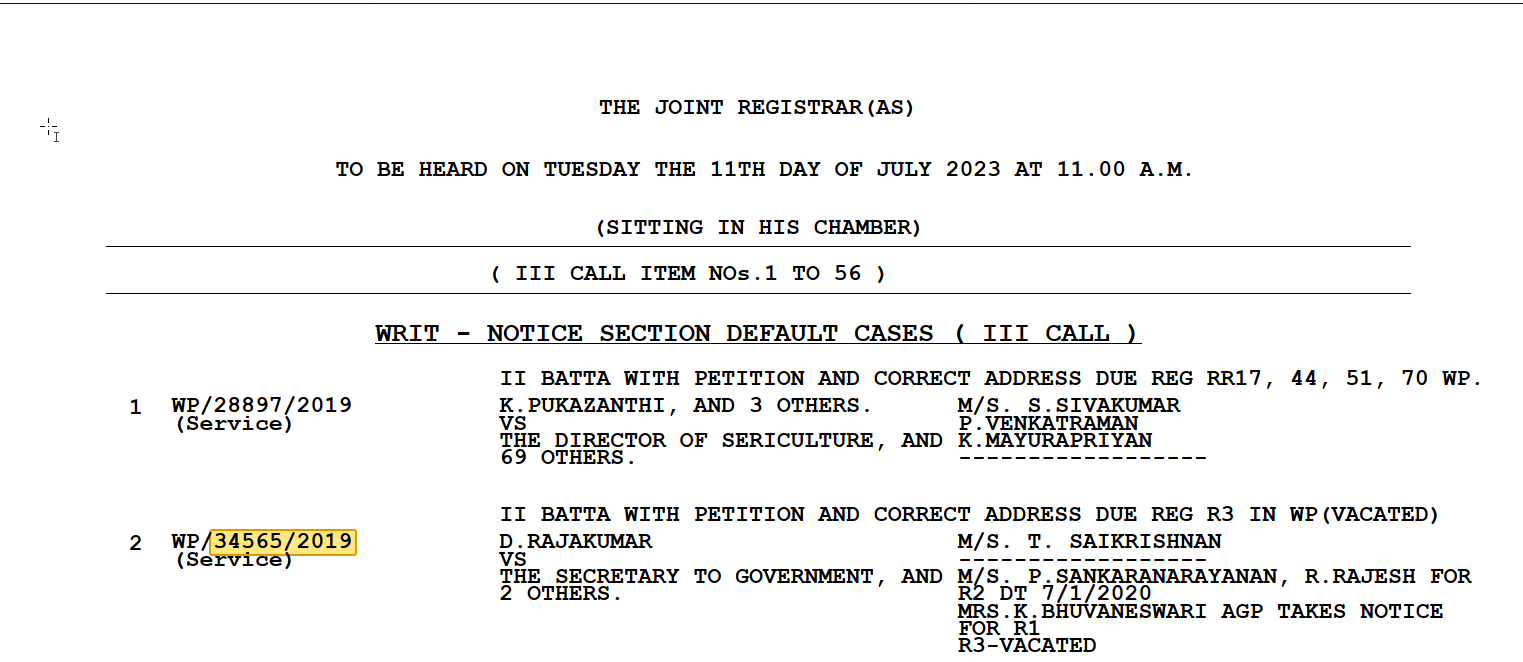 THE JOINT REGISTRAR(AS)
TO BE HEARD ON TUESDAY THE 11TH DAY OF JULY 2023 AT 11.00 A.M.
(SITTING IN HIS CHAMBER)
( III CALL ITEM NOs.1 TO 56 )
WRIT - NOTICE SECTION DEFAULT CASES ( III CALL )
II BATTA WITH PETITION AND CORRECT ADDRESS DUE REG RR17, 44, 51, 70 WP.
1 WP/28897/2019 K.PUKAZANTHI, AND 3 OTHERS. M/S. S.SIVAKUMAR
(Service) VS P.VENKATRAMAN
THE DIRECTOR OF SERICULTURE, AND K.MAYURAPRIYAN
69 OTHERS. ------------------
II BATTA WITH PETITION AND CORRECT ADDRESS DUE REG R3 IN WP(VACATED)
2 WP/34565/2019 D.RAJAKUMAR M/S. T. SAIKRISHNAN
(Service) VS ------------------
THE SECRETARY TO GOVERNMENT, AND M/S. P.SANKARANARAYANAN, R.RAJESH FOR
2 OTHERS. R2 DT 7/1/2020
MRS.K.BHUVANESWARI AGP TAKES NOTICE
FOR R1
R3-VACATED